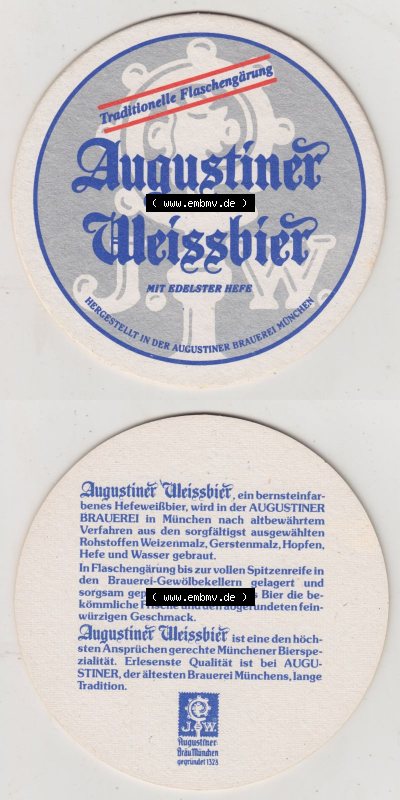 Traditionelle Flaschengärung
Augustiner
( www.embmv.de )
Weissbier
J. W.
MIT EDELSTER HEFE
HERGESTELLT IN DER AUGUSTINER BRAUEREI MÜNCHEN
Augustiner Weissbier, ein bernsteinfar-
benes Hefeweißbier, wird in der AUGUSTINER
BRAUEREI in München nach altbewährtem
Verfahren aus den sorgfältigst ausgewählten
Rohstoffen Weizenmalz, Gerstenmalz, Hopfen,
Hefe und Wasser gebraut.
In Flaschengärung bis zur vollen Spitzenreife in
den Brauerei-Gewölbekellern gelagert und
sorgsam Bier die be-
( www.embmv.de )
kömmliche Frische und den abgerundeten fein-
würzigen Geschmack.
Augustiner Weissbier ist eine den höch-
sten Ansprüchen gerechte Münchener Bierspe-
zialität. Erlesenste Qualität ist bei AUGU-
STINER, der ältesten Brauerei Münchens, lange
Tradition.
J. W.
Augustiner
Bräu München
gegründet 1328